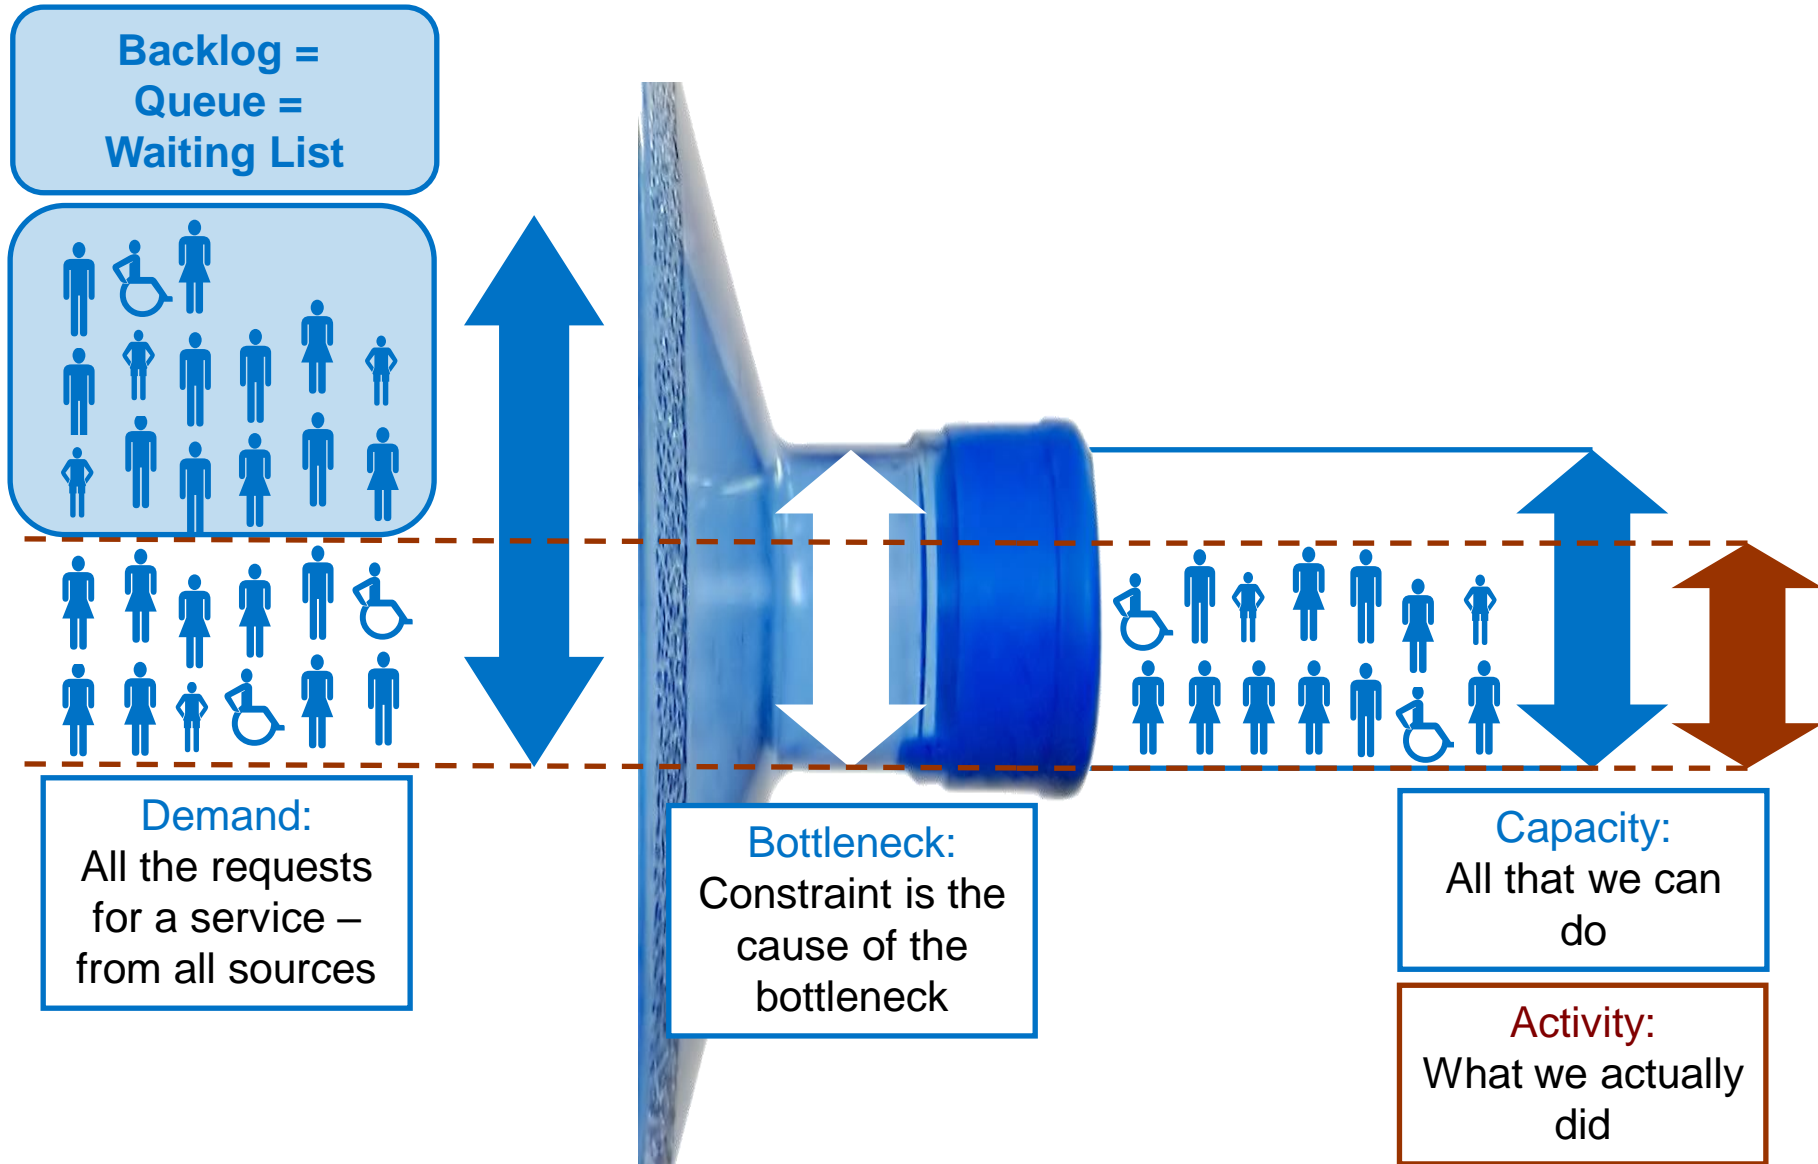 Backlog =
Queue =
Waiting List
Demand:
All the requests
for a service –
from all sources
Bottleneck:
Constraint is the
cause of the
bottleneck
Capacity:
All that we can
do
Activity:
What we actually
did